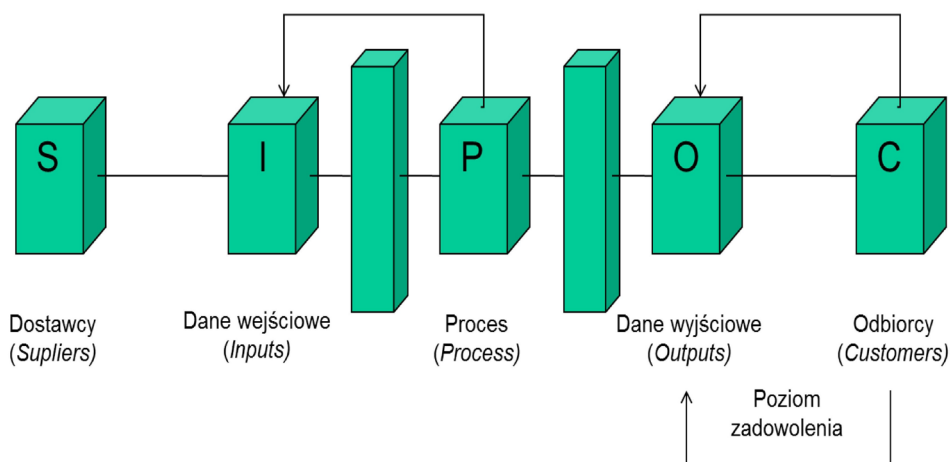 S
I
P
O
C
Dostawcy
(Supliers)
Dane wejściowe
(Inputs)
Proces
(Process)
Dane wyjściowe
(Outputs)
Odbiorcy
(Customers)
Poziom
zadowolenia